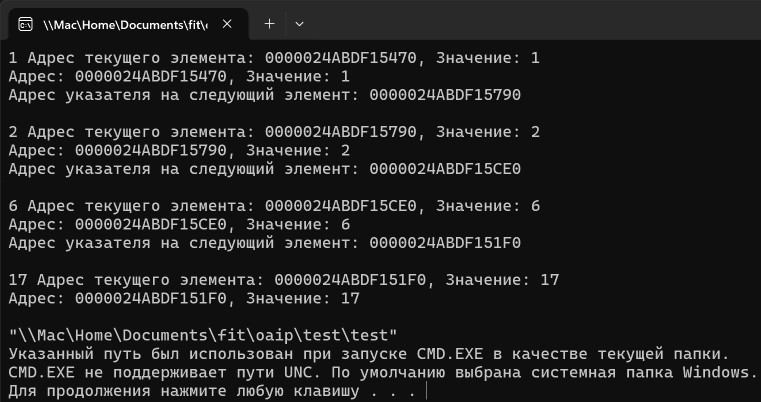 \\Mac\Home\Documents\fit\
1 Адрес текущего элемента: 0000024ABDF15470, Значение: 1
Адрес: 0000024ABDF15470, Значение: 1
Адрес указателя на следующий элемент: 0000024ABDF15790
2 Адрес текущего элемента: 0000024ABDF15790, Значение: 2
Адрес: 0000024ABDF15790, Значение: 2
Адрес указателя на следующий элемент: 0000024ABDF15CE0
6 Адрес текущего элемента: 0000024ABDF15CE0, Значение: 6
Адрес: 0000024ABDF15CE0, Значение: 6
Адрес указателя на следующий элемент: 0000024ABDF151F0
17 Адрес текущего элемента: 0000024ABDF151F0, Значение: 17
Адрес: 0000024ABDF151F0, Значение: 17
"\\Mac\Home\Documents\fit\oaip\test\test"
Указанный путь был использован при запуске CMD.EXE в качестве текущей папки.
CMD.EXE не поддерживает пути UNC. По умолчанию выбрана системная папка Windows.
Для продолжения нажмите любую клавишу . . .